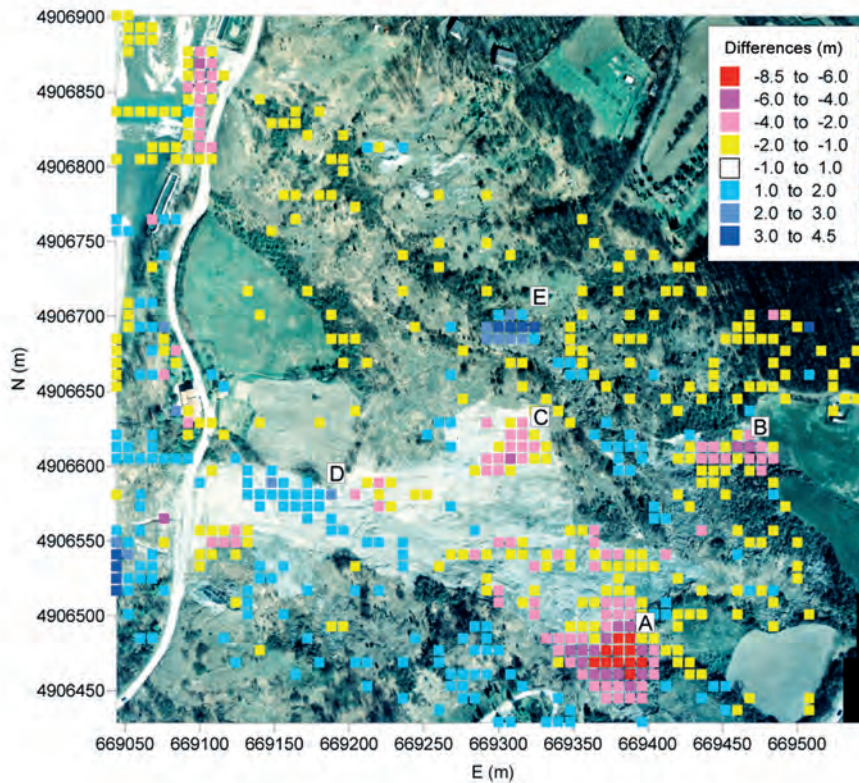 4906900
4906850
4906800
4906750
4906700
4906650
4906600
4906550
4906500
4906450
N (m)
Differences (m)
-8.5 to -6.0
-6.0 to -4.0
-4.0 to -2.0
-2.0 to -1.0
-1.0 to 1.0
1.0 to 2.0
2.0 to 3.0
3.0 to 4.5
E
C
B
D
A
669050 669100 669150 669200 669250 669300 669350 669400 669450 669500
E (m)